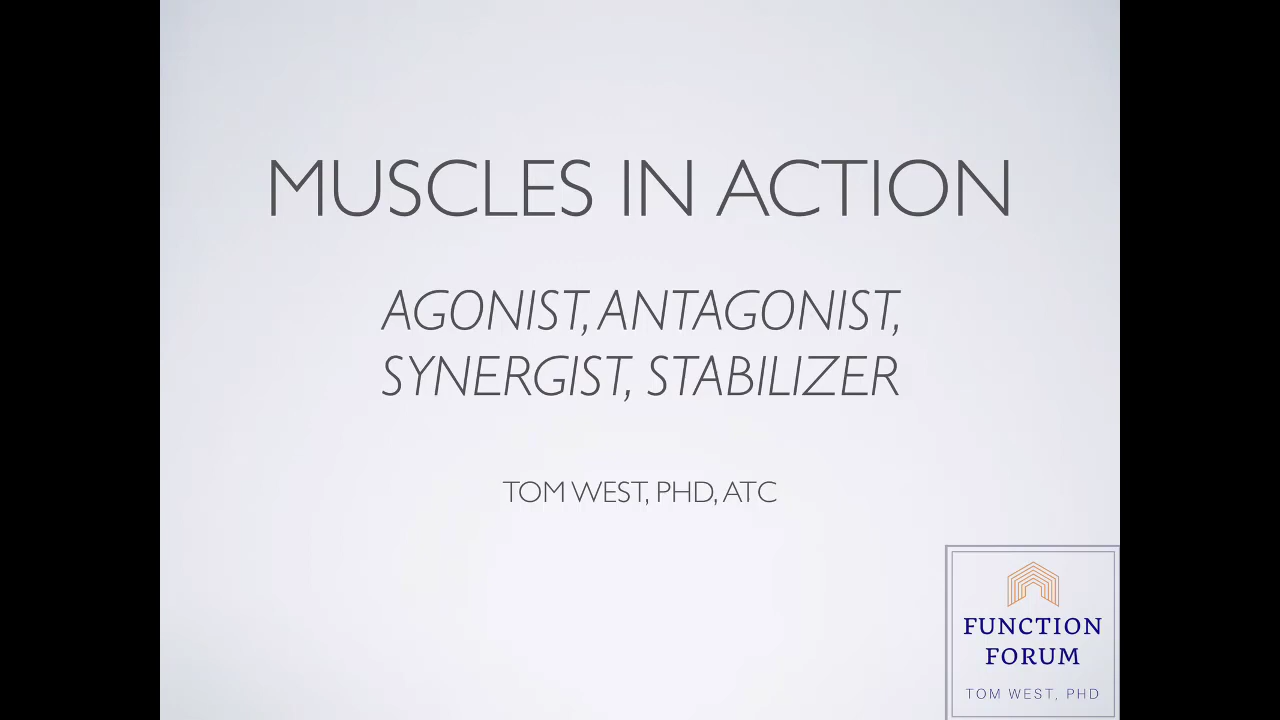 MUSCLES IN ACTION
AGONIST, ANTAGONIST,
SYNERGIST, STABILIZER
TOM WEST, PHD, ATC
FUNCTION
FORUM
TOM WEST, PHD